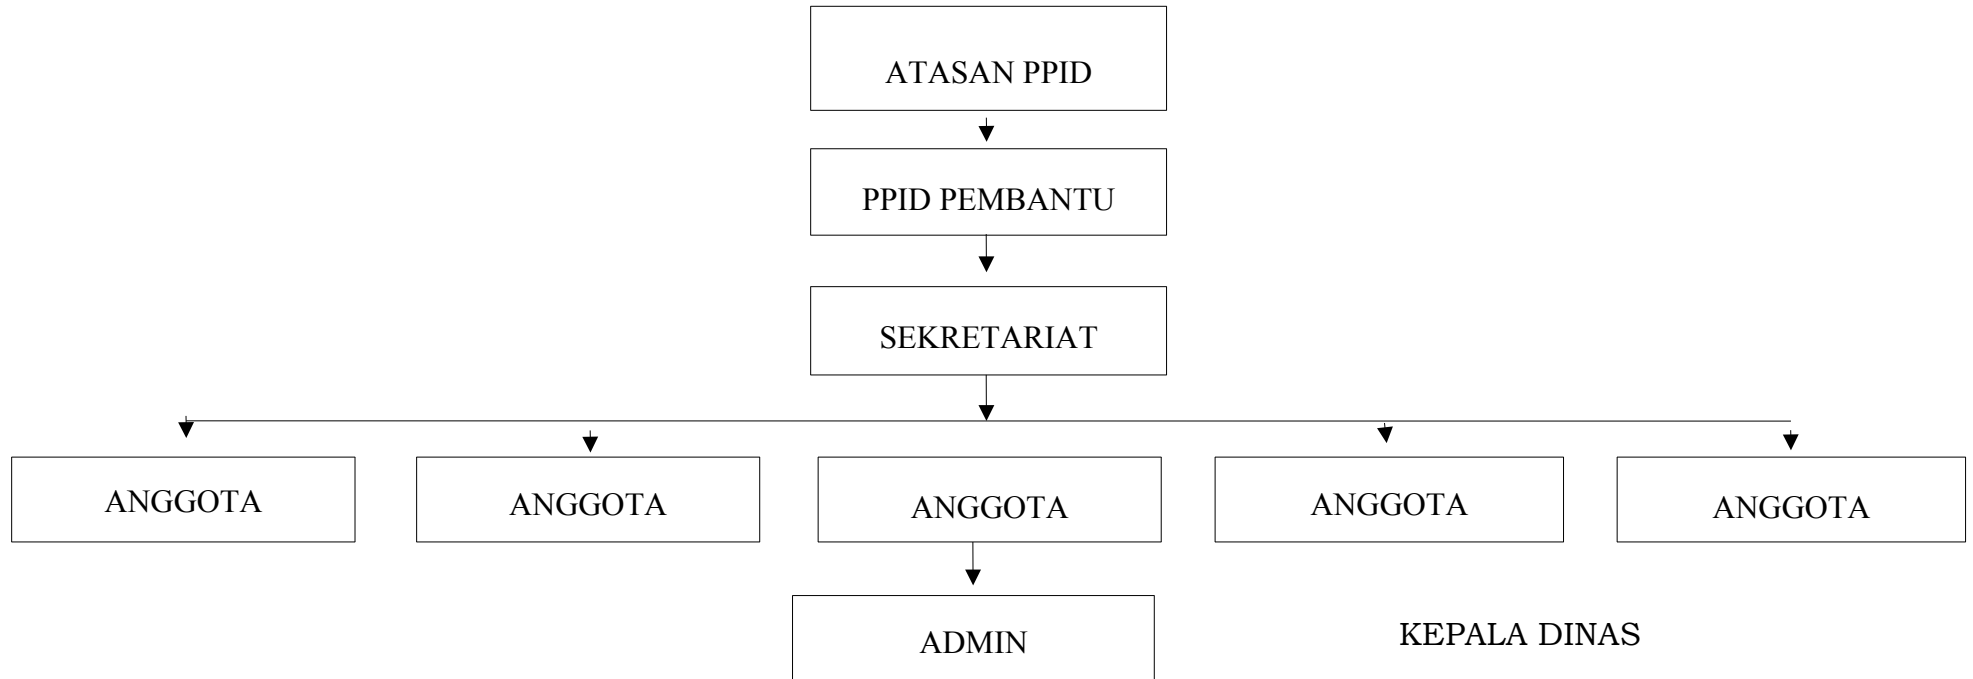 ATASAN PPID
PPID PEMBANTU
SEKRETARIAT
ANGGOTA
ANGGOTA
ANGGOTA
ANGGOTA
ANGGOTA
ADMIN
KEPALA DINAS